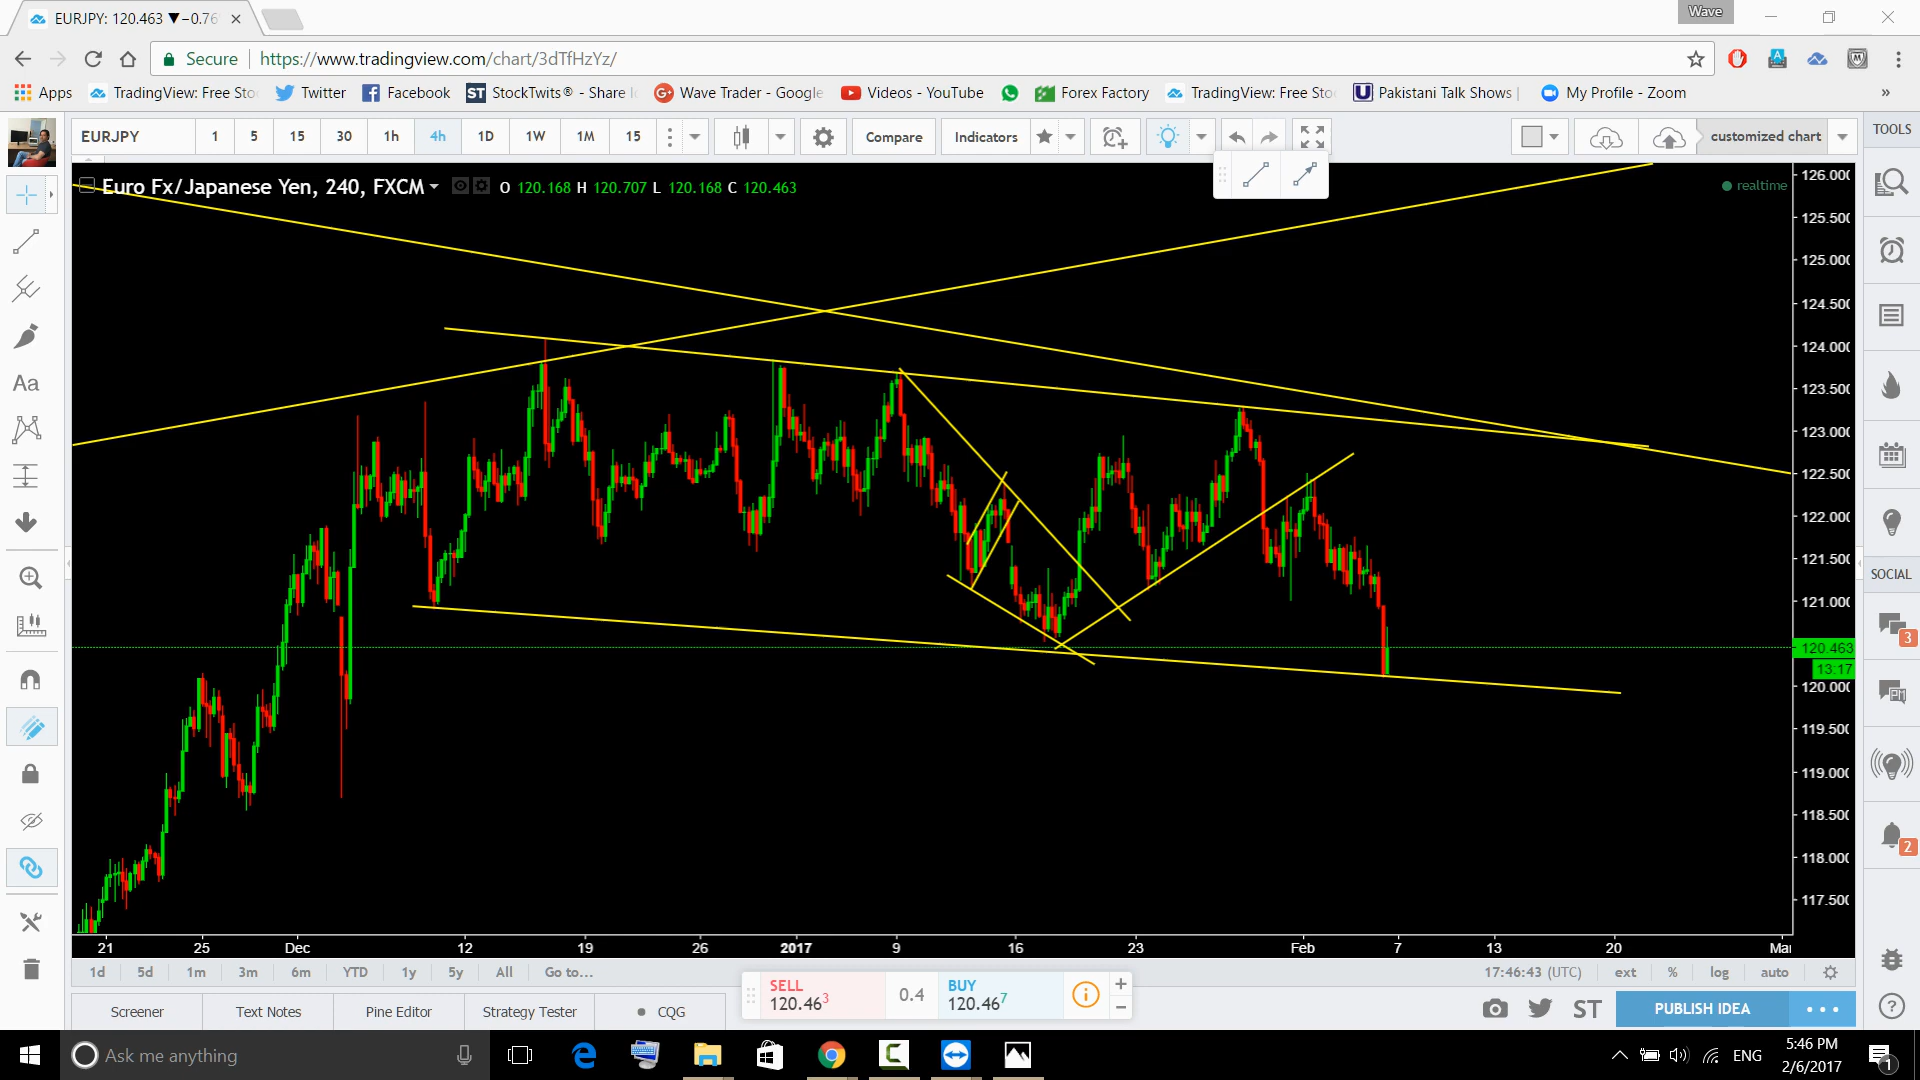 EURJPY: 120.463 ▼−0.76
Wave
Secure https://www.tradingview.com/chart/3dTfHzYz/
Apps TradingView: Free Sto Twitter Facebook StockTwits® - Share Wave Trader - Google Videos - YouTube Forex Factory TradingView: Free Sto Pakistani Talk Shows | My Profile - Zoom »
EURJPY 1 5 15 30 1h 4h 1D 1W 1M 15 Compare Indicators customized chart TOOLS
Euro Fx/Japanese Yen, 240, FXCM O 120.168 H 120.707 L 120.168 C 120.463 realtime
126.000
125.500
125.000
124.500
124.000
123.500
123.000
122.500
122.000
121.500
121.000
120.463
13:17
120.000
119.500
119.000
118.500
118.000
117.500
Aa
SOCIAL
3
PM
2
21 25 Dec 12 19 26 2017 9 16 23 Feb 7 13 20 Mar
1d 5d 1m 3m 6m YTD 1y 5y All Go to... 17:46:43 (UTC) ext % log auto
SELL 120.463 0.4 BUY 120.467
Screener Text Notes Pine Editor Strategy Tester CQG ST PUBLISH IDEA
Ask me anything ENG 5:46 PM
2/6/2017 1